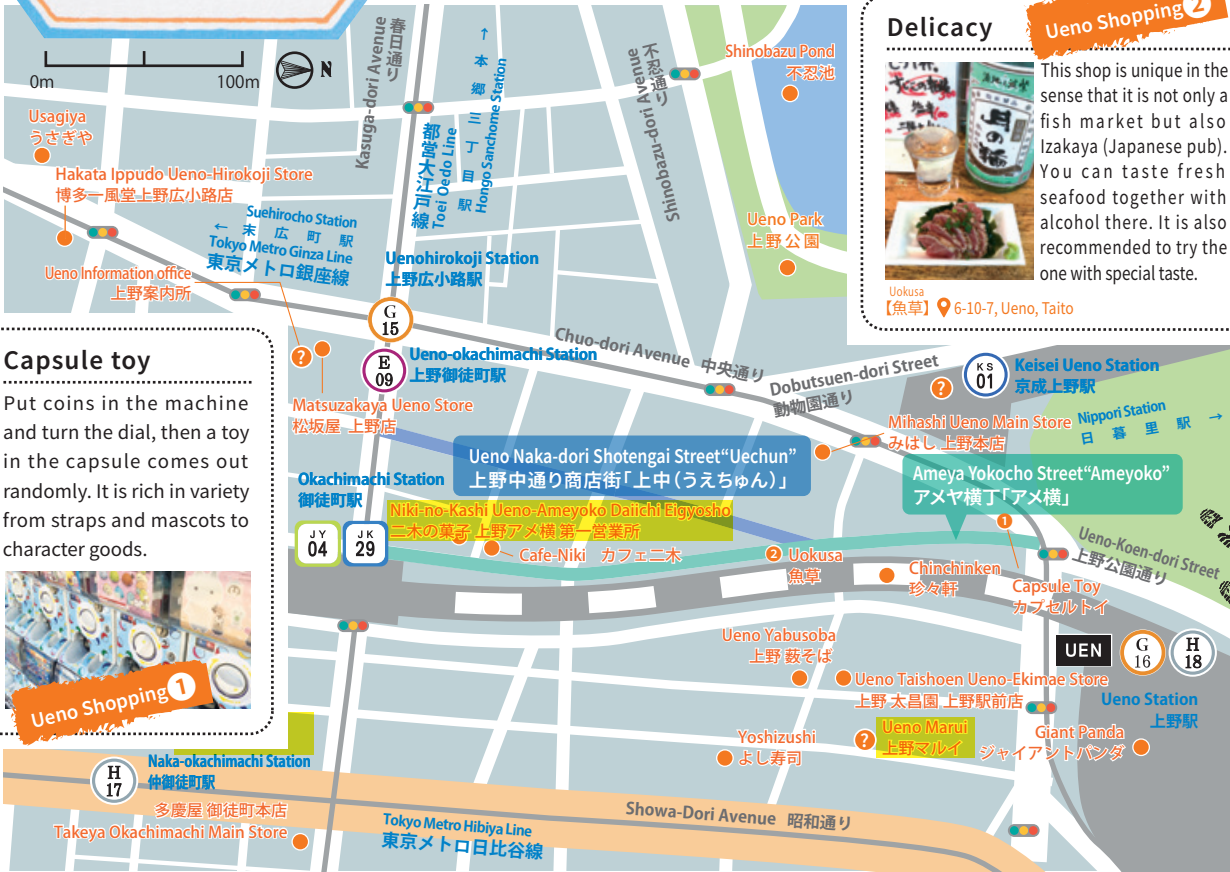 0m
100m
N
Kasuga-dori Avenue
春日通り
↑本郷三丁目駅
Hongo Sanchome Station
都営大江戸線
Toei Oedo Line
不忍通り
Shinobazu-dori Avenue
Shinobazu Pond
不忍池
Usagiya
うさぎや
Hakata Ippudo Ueno-Hirokoji Store
博多一風堂上野広小路店
Suehirocho Station
← 末広町駅
Tokyo Metro Ginza Line
東京メトロ銀座線
Ueno Information office
上野案内所
?
Uenohirokoji Station
上野広小路駅
G
15
E
09
Ueno-okachimachi Station
上野御徒町駅
Ueno Park
上野公園
Delicacy
Ueno Shopping 2
This shop is unique in the
sense that it is not only a
fish market but also
Izakaya (Japanese pub).
You can taste fresh
seafood together with
alcohol there. It is also
recommended to try the
one with special taste.
Uokusa
【魚草】 6-10-7, Ueno, Taito
Capsule toy
Put coins in the machine
and turn the dial, then a toy
in the capsule comes out
randomly. It is rich in variety
from straps and mascots to
character goods.
Ueno Shopping 1
Matsuzakaya Ueno Store
松坂屋 上野店
Chuo-dori Avenue 中央通り
Dobutsuen-dori Street
動物園通り
?
KS
01
Keisei Ueno Station
京成上野駅
Nippori Station →
日暮里駅
Mihashi Ueno Main Store
みはし 上野本店
Ueno Naka-dori Shotengai Street“Uechun”
上野中通り商店街「上中（うえちゅん）」
Ameya Yokocho Street“Ameyoko”
アメヤ横丁「アメ横」
Okachimachi Station
御徒町駅
JY
04
JK
29
Niki-no-Kashi Ueno-Ameyoko Daiichi Eigyosho
二木の菓子 上野アメ横 第一営業所
Cafe-Niki カフェ二木
2 Uokusa
魚草
Chinchinken
珍々軒
1
Capsule Toy
カプセルトイ
Ueno-Koen-dori Street
上野公園通り
Ueno Yabusoba
上野 藪そば
Ueno Taishoen Ueno-Ekimae Store
上野 太昌園 上野駅前店
UEN
G
16
H
18
Ueno Station
上野駅
Yoshizushi
よし寿司
?
Ueno Marui
上野マルイ
Giant Panda
ジャイアントパンダ
H
17
Naka-okachimachi Station
仲御徒町駅
多慶屋 御徒町本店
Takeya Okachimachi Main Store
Tokyo Metro Hibiya Line
東京メトロ日比谷線
Showa-Dori Avenue 昭和通り